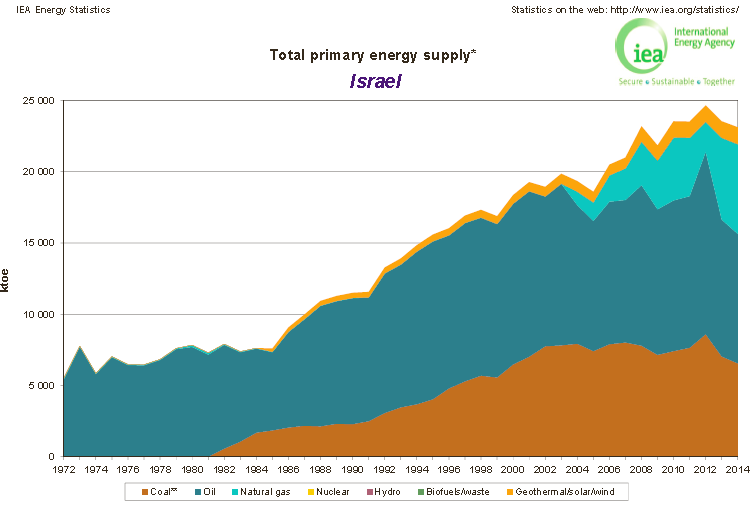 IEA Energy Statistics
Statistics on the web: http://www.iea.org/statistics/
International
Energy Agency
iea
Secure Sustainable Together
Total primary energy supply*
Israel
ktoe
25 000
20 000
15 000
10 000
5 000
0
1972 1974 1976 1978 1980 1982 1984 1986 1988 1990 1992 1994 1996 1998 2000 2002 2004 2006 2008 2010 2012 2014
Coal** Oil Natural gas Nuclear Hydro Biofuels/waste Geothermal/solar/wind